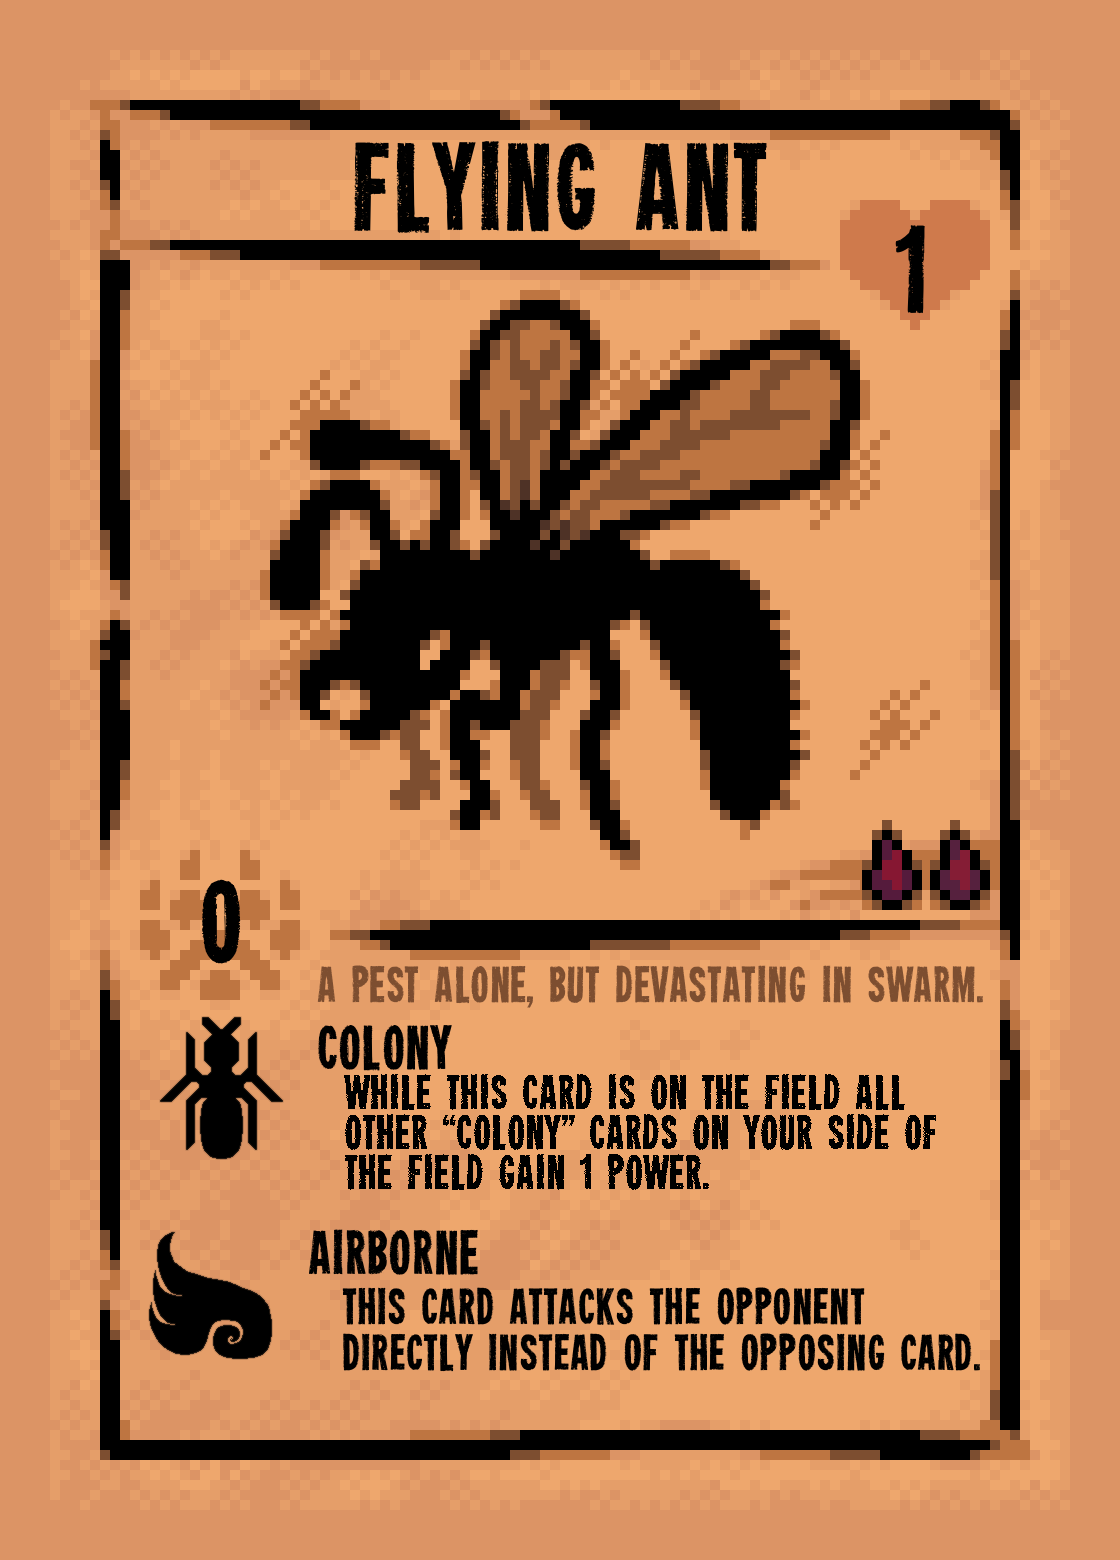 FLYING ANT
1
0
A PEST ALONE, BUT DEVASTATING IN SWARM.
COLONY
WHILE THIS CARD IS ON THE FIELD ALL
OTHER “COLONY” CARDS ON YOUR SIDE OF
THE FIELD GAIN 1 POWER.
AIRBORNE
THIS CARD ATTACKS THE OPPONENT
DIRECTLY INSTEAD OF THE OPPOSING CARD.